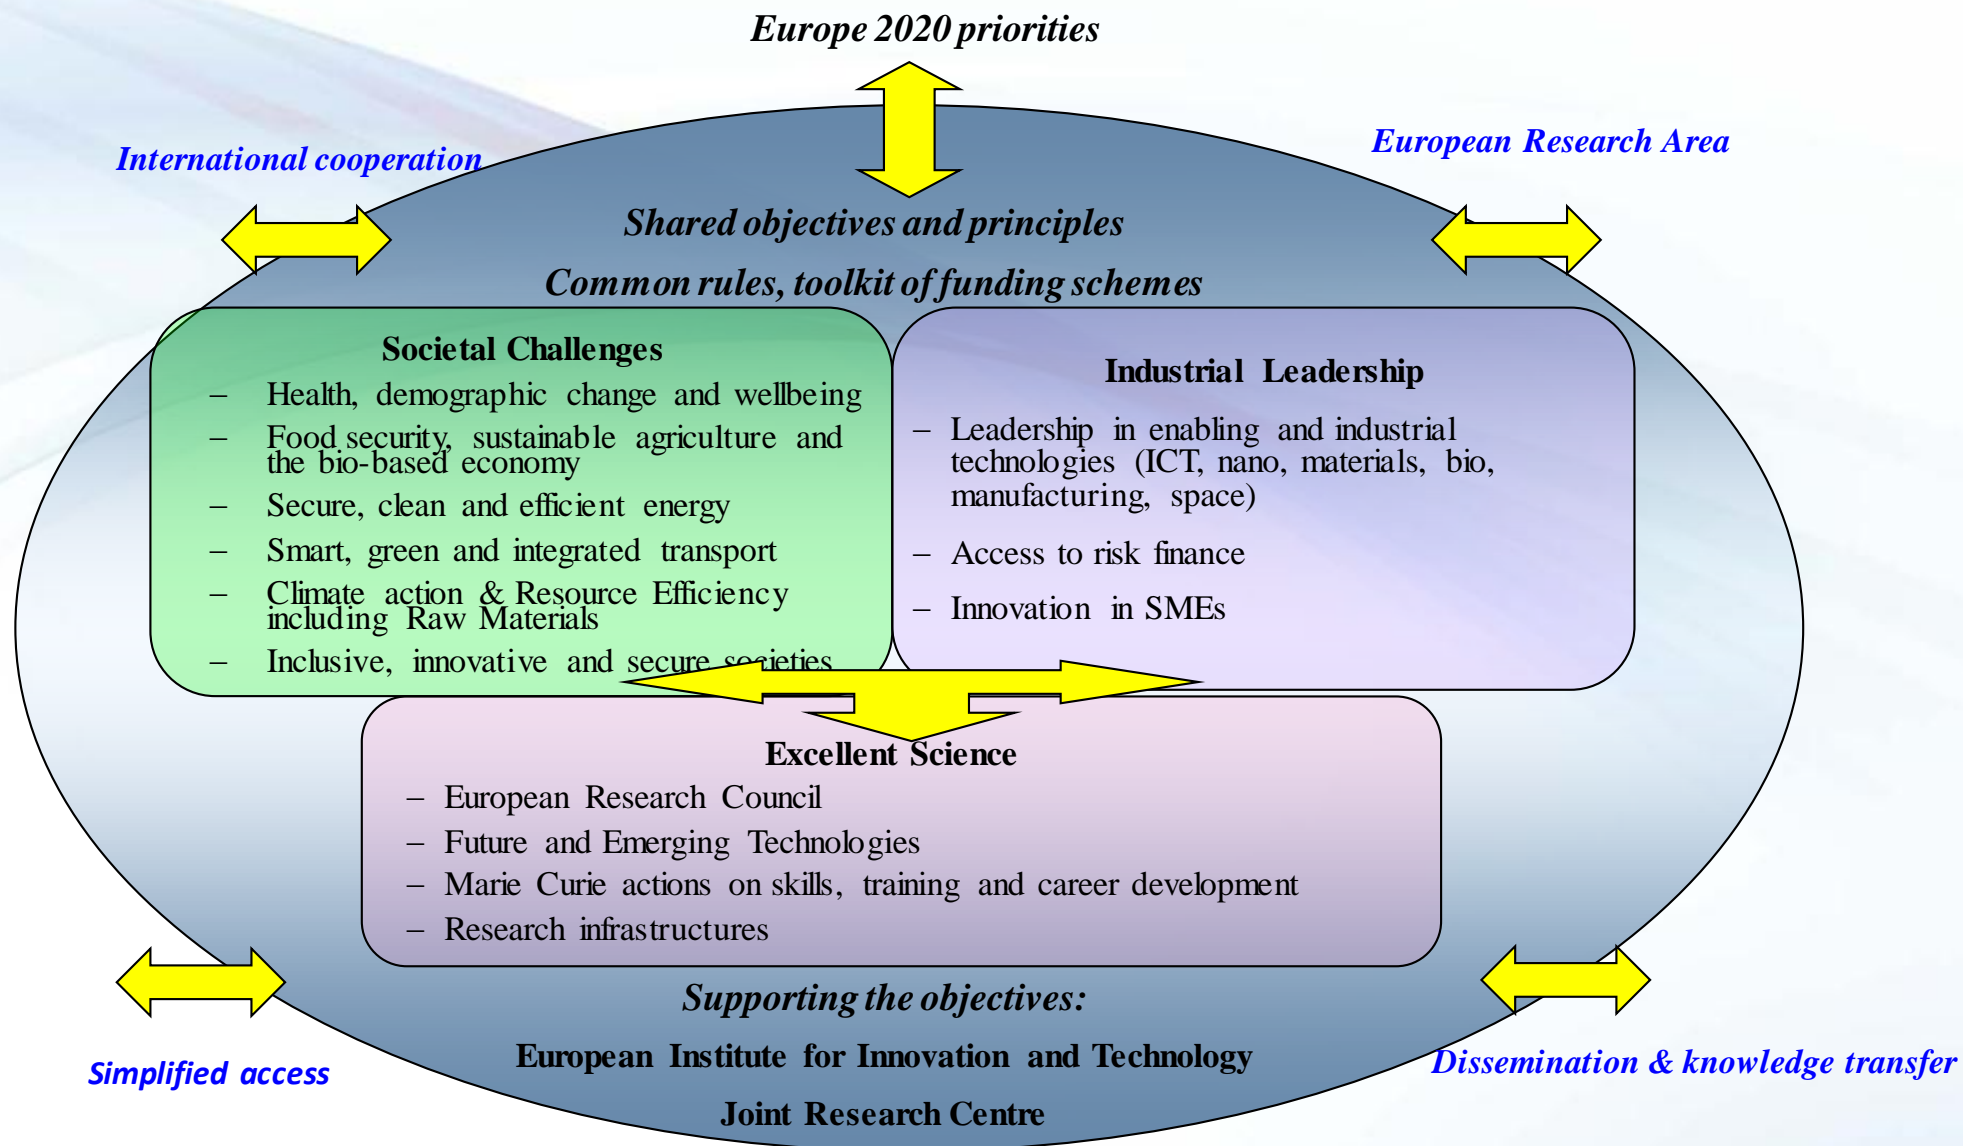 Europe 2020 priorities
International cooperation
European Research Area
Shared objectives and principles
Common rules, toolkit of funding schemes
Societal Challenges
– Health, demographic change and wellbeing
– Food security, sustainable agriculture and
the bio-based economy
– Secure, clean and efficient energy
– Smart, green and integrated transport
– Climate action & Resource Efficiency
including Raw Materials
– Inclusive, innovative and secure societies
Industrial Leadership
– Leadership in enabling and industrial
technologies (ICT, nano, materials, bio,
manufacturing, space)
– Access to risk finance
– Innovation in SMEs
Excellent Science
– European Research Council
– Future and Emerging Technologies
– Marie Curie actions on skills, training and career development
– Research infrastructures
Supporting the objectives:
European Institute for Innovation and Technology
Joint Research Centre
Simplified access
Dissemination & knowledge transfer